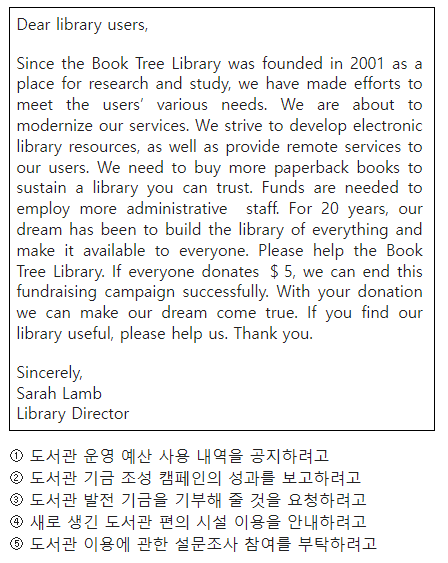 Dear library users,
Since the Book Tree Library was founded in 2001 as a
place for research and study, we have made efforts to
meet the users' various needs. We are about to
modernize our services. We strive to develop electronic
library resources, as well as provide remote services to
our users. We need to buy more paperback books to
sustain a library you can trust. Funds are needed to
employ more administrative staff. For 20 years, our
dream has been to build the library of everything and
make it available to everyone. Please help the Book
Tree Library. If everyone donates $ 5, we can end this
fundraising campaign successfully. With your donation
we can make our dream come true. If you find our
library useful, please help us. Thank you.
Sincerely,
Sarah Lamb
Library Director
① 도서관 운영 예산 사용 내역을 공지하려고
② 도서관 기금 조성 캠페인의 성과를 보고하려고
③ 도서관 발전 기금을 기부해 줄 것을 요청하려고
④ 새로 생긴 도서관 편의 시설 이용을 안내하려고
⑤ 도서관 이용에 관한 설문조사 참여를 부탁하려고